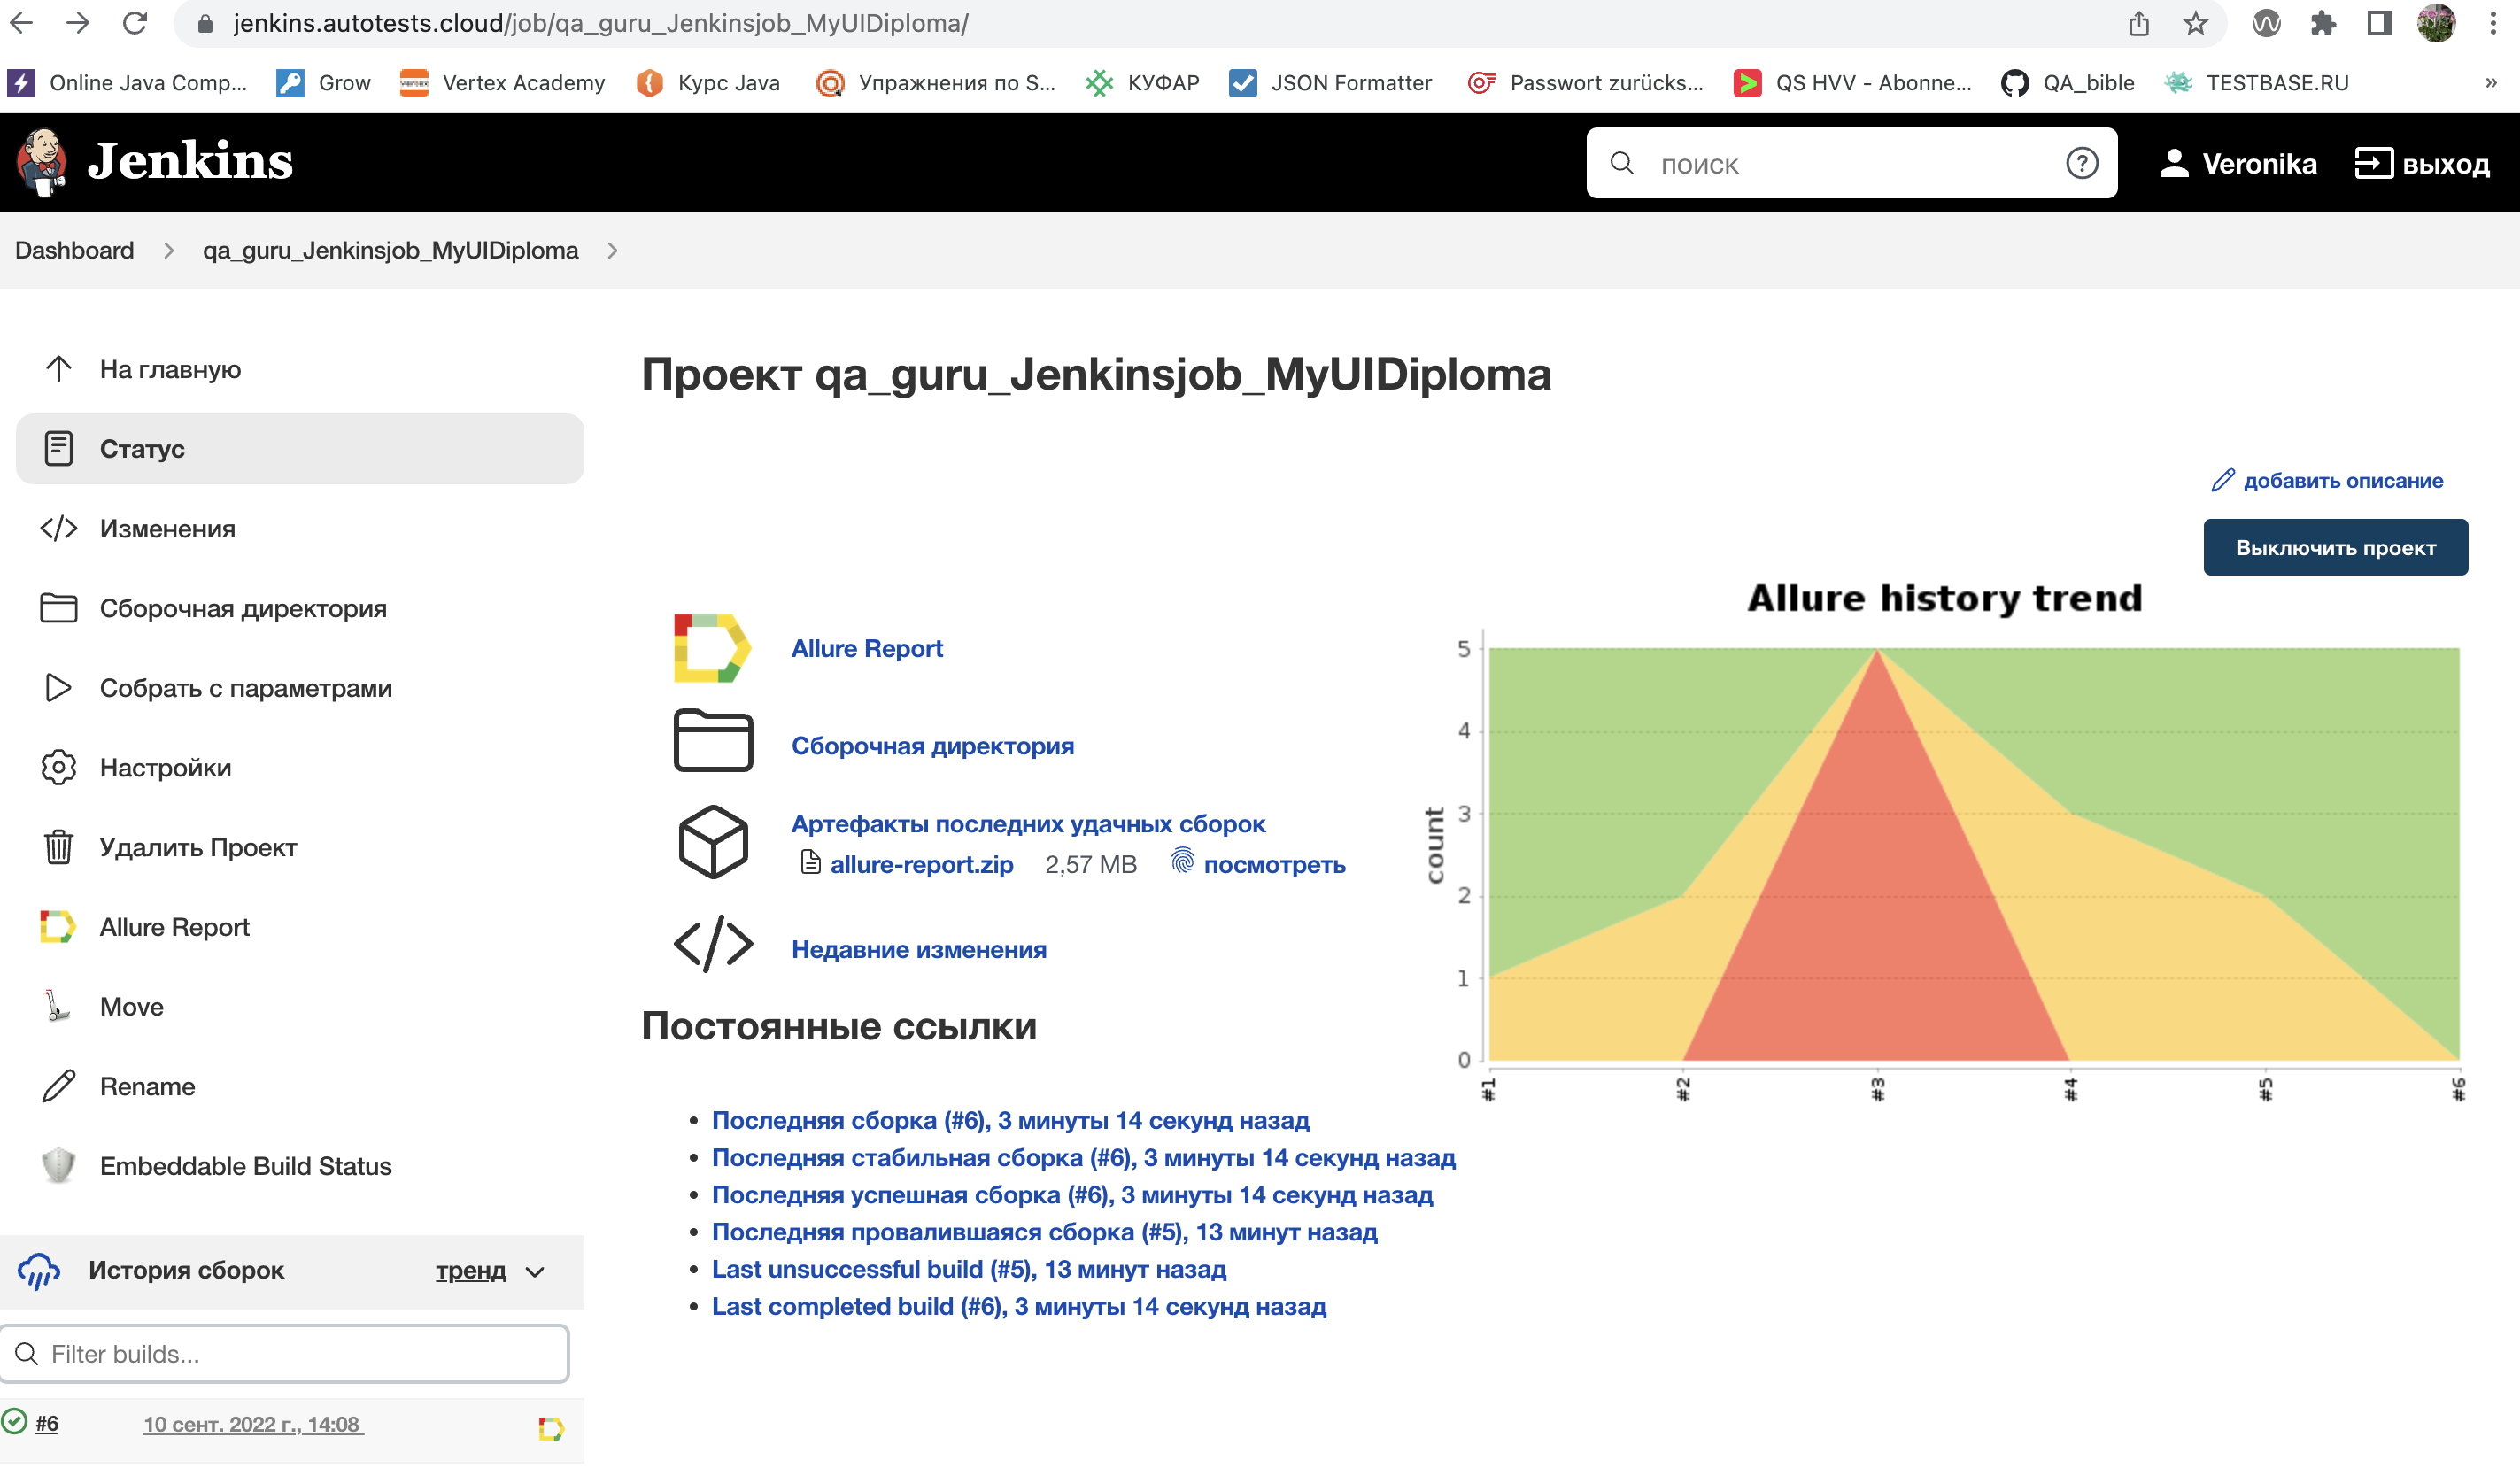 jenkins.autotests.cloud/job/qa_guru_Jenkinsjob_MyUIDiploma/
Online Java Comp...
Grow
Vertex Academy
Курс Java
Упражнения по S...
КУФАР
JSON Formatter
Passwort zurücks...
QS HVV - Abonne...
QA_bible
TESTBASE.RU
»
Jenkins
поиск
Veronika
выход
Dashboard
qa_guru_Jenkinsjob_MyUIDiploma
На главную
Статус
Изменения
Сборочная директория
Собрать с параметрами
Настройки
Удалить Проект
Allure Report
Move
Rename
Embeddable Build Status
История сборок
тренд
Filter builds...
#6
10 сент. 2022 г., 14:08
Проект qa_guru_Jenkinsjob_MyUIDiploma
добавить описание
Выключить проект
Allure Report
Сборочная директория
Артефакты последних удачных сборок
allure-report.zip 2,57 MB посмотреть
Недавние изменения
Allure history trend
count
5
4
3
2
1
0
#1
#2
#3
#4
#5
#6
Постоянные ссылки
Последняя сборка (#6), 3 минуты 14 секунд назад
Последняя стабильная сборка (#6), 3 минуты 14 секунд назад
Последняя успешная сборка (#6), 3 минуты 14 секунд назад
Последняя провалившаяся сборка (#5), 13 минут назад
Last unsuccessful build (#5), 13 минут назад
Last completed build (#6), 3 минуты 14 секунд назад